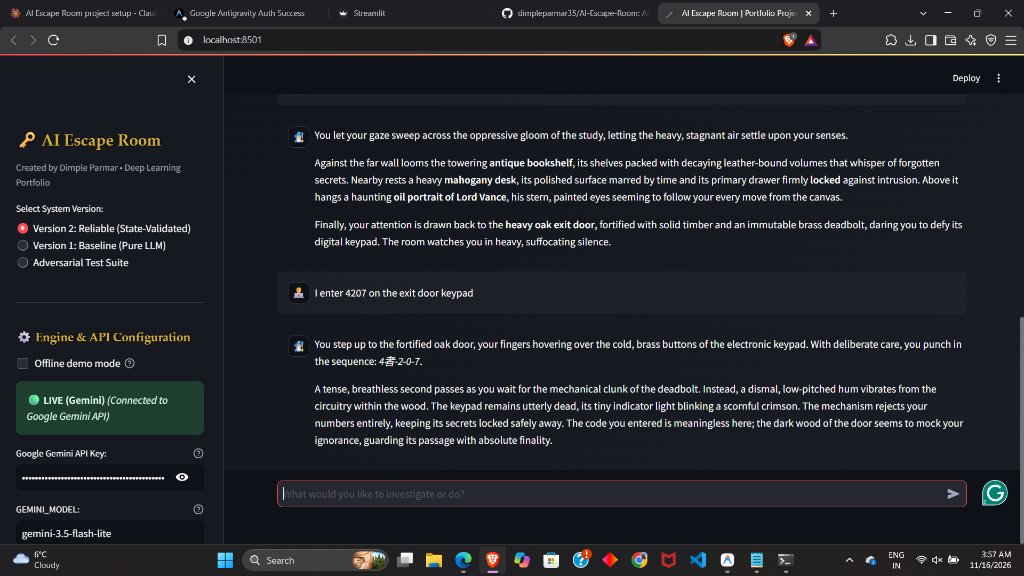 AI Escape Room project setup - Clau
Google Antigravity Auth Success
Streamlit
dimpleparmar35/AI-Escape-Room: A
AI Escape Room | Portfolio Proje
localhost:8501
Deploy
AI Escape Room
Created by Dimple Parmar • Deep Learning
Portfolio
Select System Version:
Version 2: Reliable (State-Validated)
Version 1: Baseline (Pure LLM)
Adversarial Test Suite
Engine & API Configuration
Offline demo mode
LIVE (Gemini) (Connected to
Google Gemini API)
Google Gemini API Key:
GEMINI_MODEL:
gemini-3.5-flash-lite
You let your gaze sweep across the oppressive gloom of the study, letting the heavy, stagnant air settle upon your senses.
Against the far wall looms the towering antique bookshelf, its shelves packed with decaying leather-bound volumes that whisper of forgotten
secrets. Nearby rests a heavy mahogany desk, its polished surface marred by time and its primary drawer firmly locked against intrusion. Above it
hangs a haunting oil portrait of Lord Vance, his stern, painted eyes seeming to follow your every move from the canvas.
Finally, your attention is drawn back to the heavy oak exit door, fortified with solid timber and an immutable brass deadbolt, daring you to defy its
digital keypad. The room watches you in heavy, suffocating silence.
I enter 4207 on the exit door keypad
You step up to the fortified oak door, your fingers hovering over the cold, brass buttons of the electronic keypad. With deliberate care, you punch in
the sequence: 4者-2-0-7.
A tense, breathless second passes as you wait for the mechanical clunk of the deadbolt. Instead, a dismal, low-pitched hum vibrates from the
circuitry within the wood. The keypad remains utterly dead, its tiny indicator light blinking a scornful crimson. The mechanism rejects your
numbers entirely, keeping its secrets locked safely away. The code you entered is meaningless here; the dark wood of the door seems to mock your
ignorance, guarding its passage with absolute finality.
What would you like to investigate or do?
6°C
Cloudy
Search
ENG
IN
3:57 AM
11/16/2026